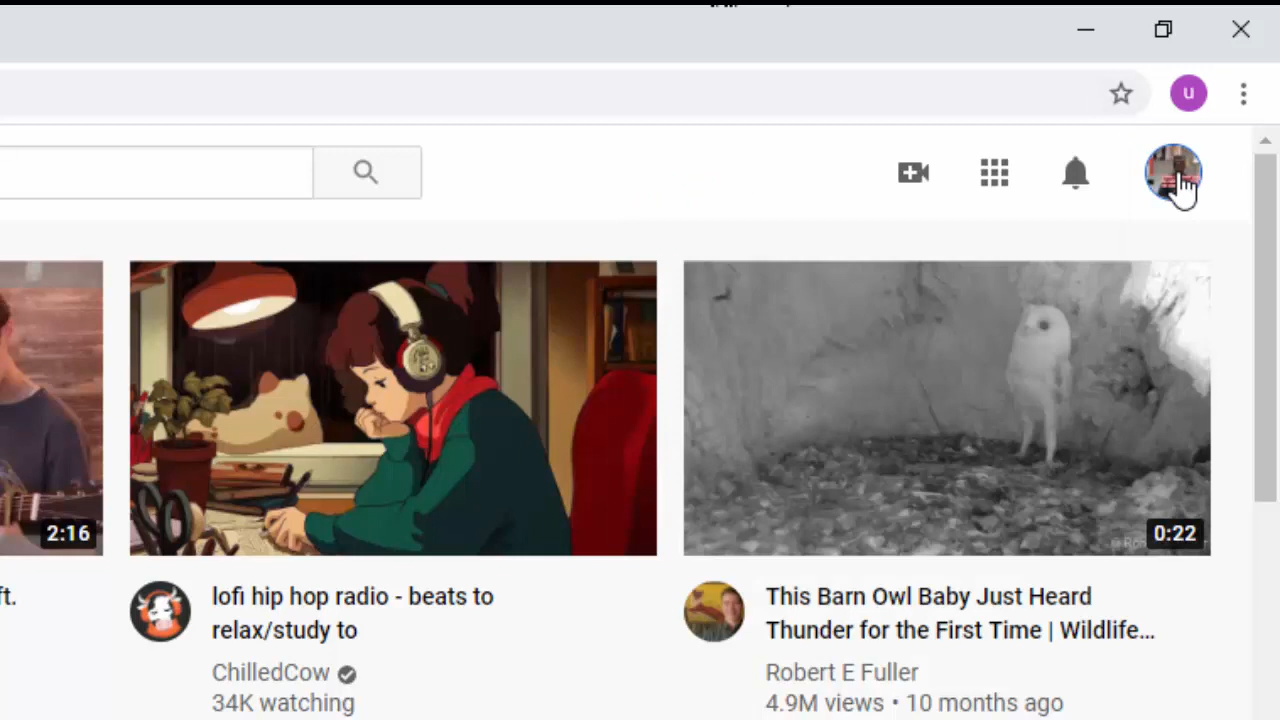 u
2:16
0:22
ft.
lofi hip hop radio - beats to
relax/study to
ChilledCow
34K watching
This Barn Owl Baby Just Heard
Thunder for the First Time | Wildlife...
Robert E Fuller
4.9M views • 10 months ago